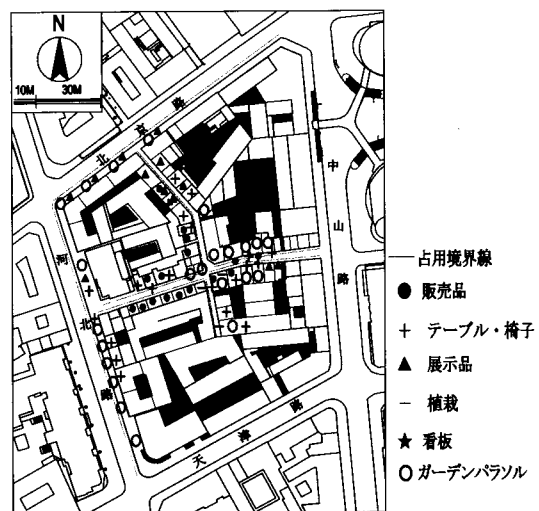 N
10M 30M
北京路
中山路
河北路
天津路
占用境界線
販売品
テーブル・椅子
展示品
植栽
看板
ガーデンパラソル